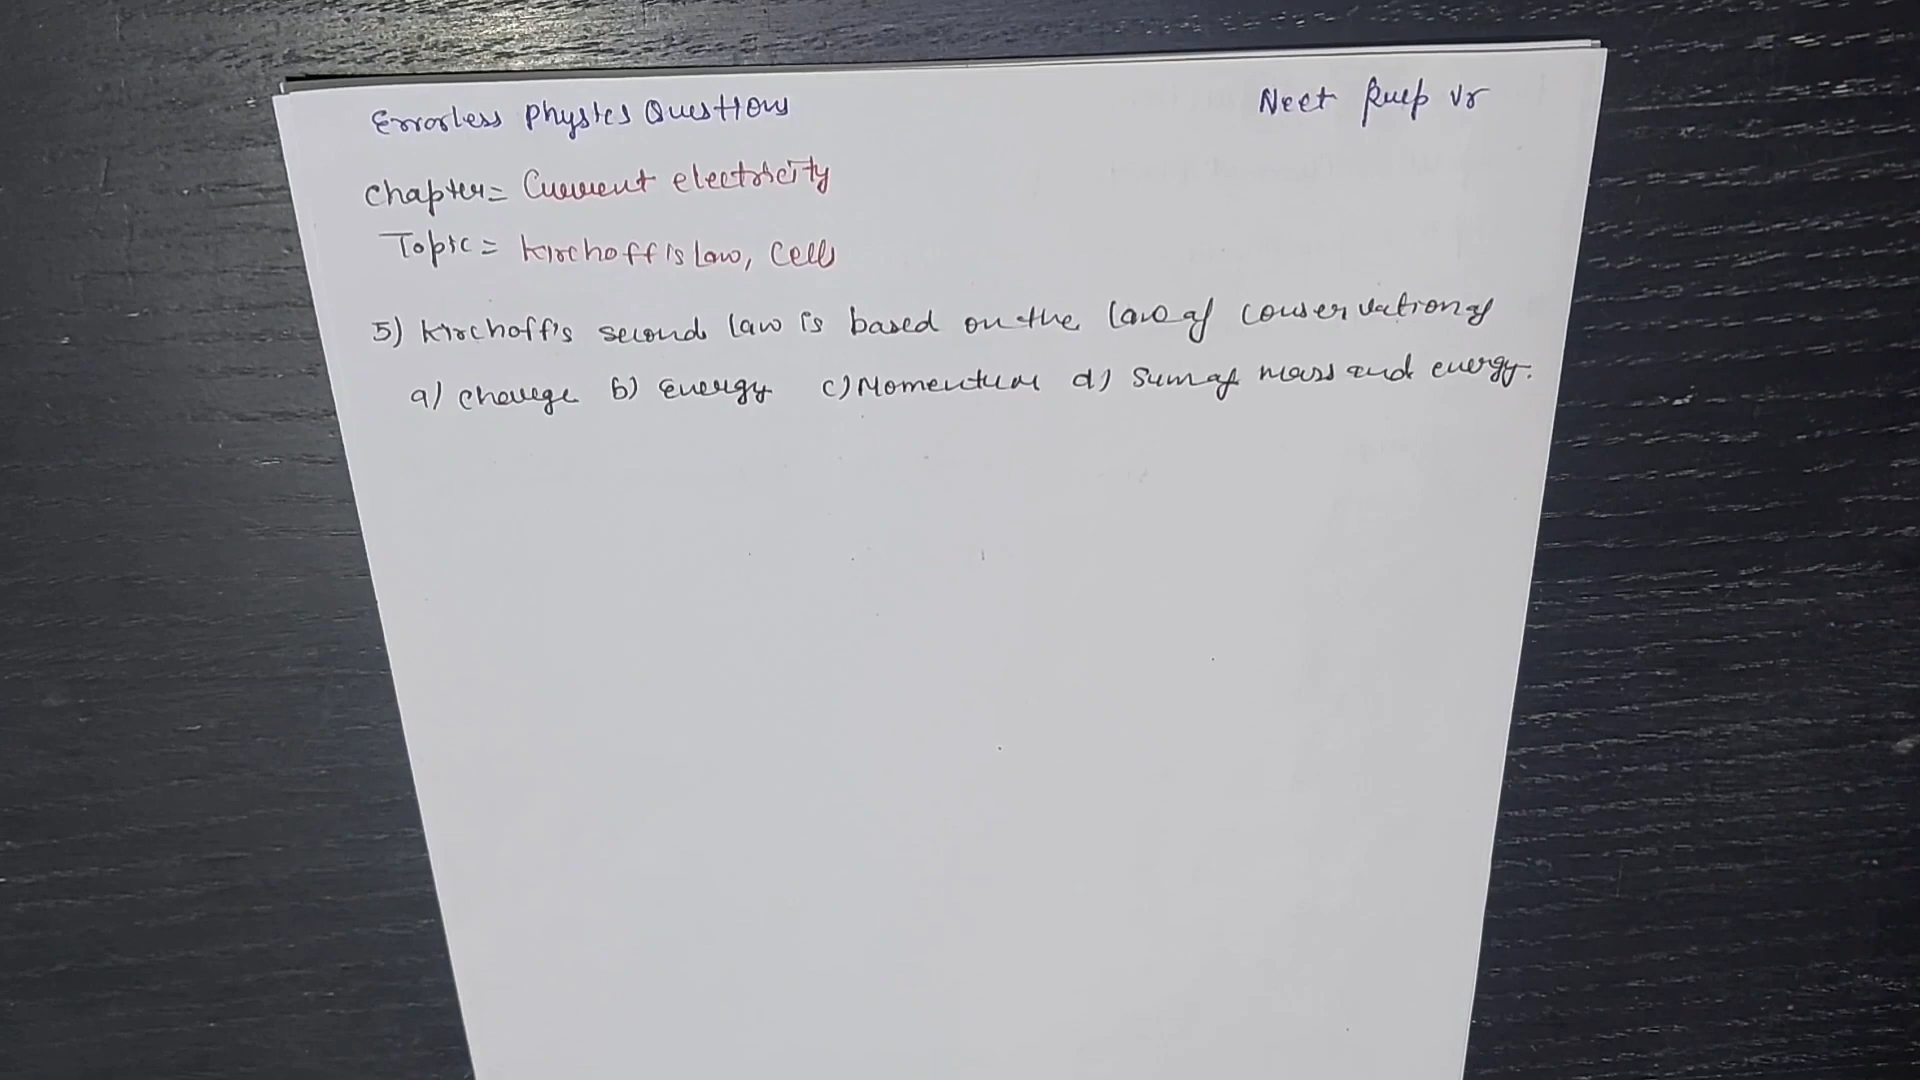 Errorless Physics Questions
Neet Prep Vr
Chapter = Current electricity
Topic = Kirchoff's Law, Cells
5) Kirchoff's second law is based on the law of conservation of
a) charge b) Energy c) Momentum d) Sum of mass and energy.